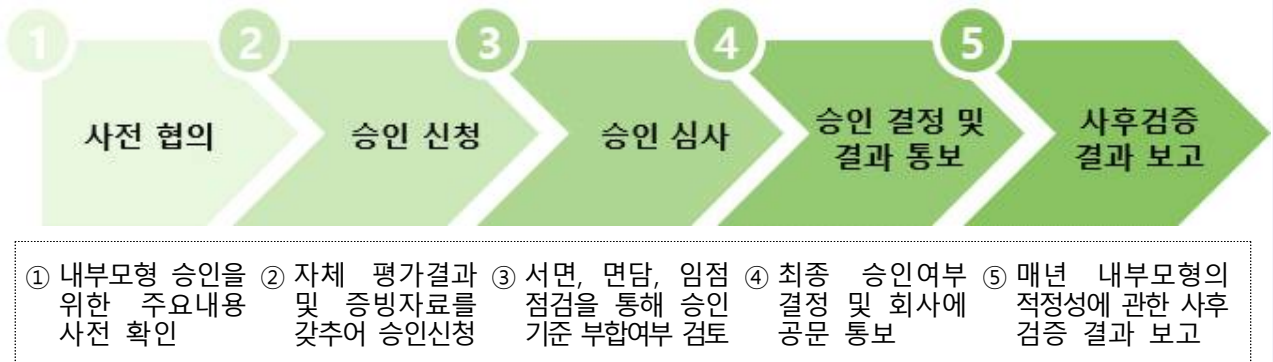 1
2
3
4
5
사전 협의
승인 신청
승인 심사
승인 결정 및
결과 통보
사후검증
결과 보고
① 내부모형 승인을
위한 주요내용
사전 확인
② 자체 평가결과
및 증빙자료를
갖추어 승인신청
③ 서면, 면담, 임점
점검을 통해 승인
기준 부합여부 검토
④ 최종 승인여부
결정 및 회사에
공문 통보
⑤ 매년 내부모형의
적정성에 관한 사후
검증 결과 보고